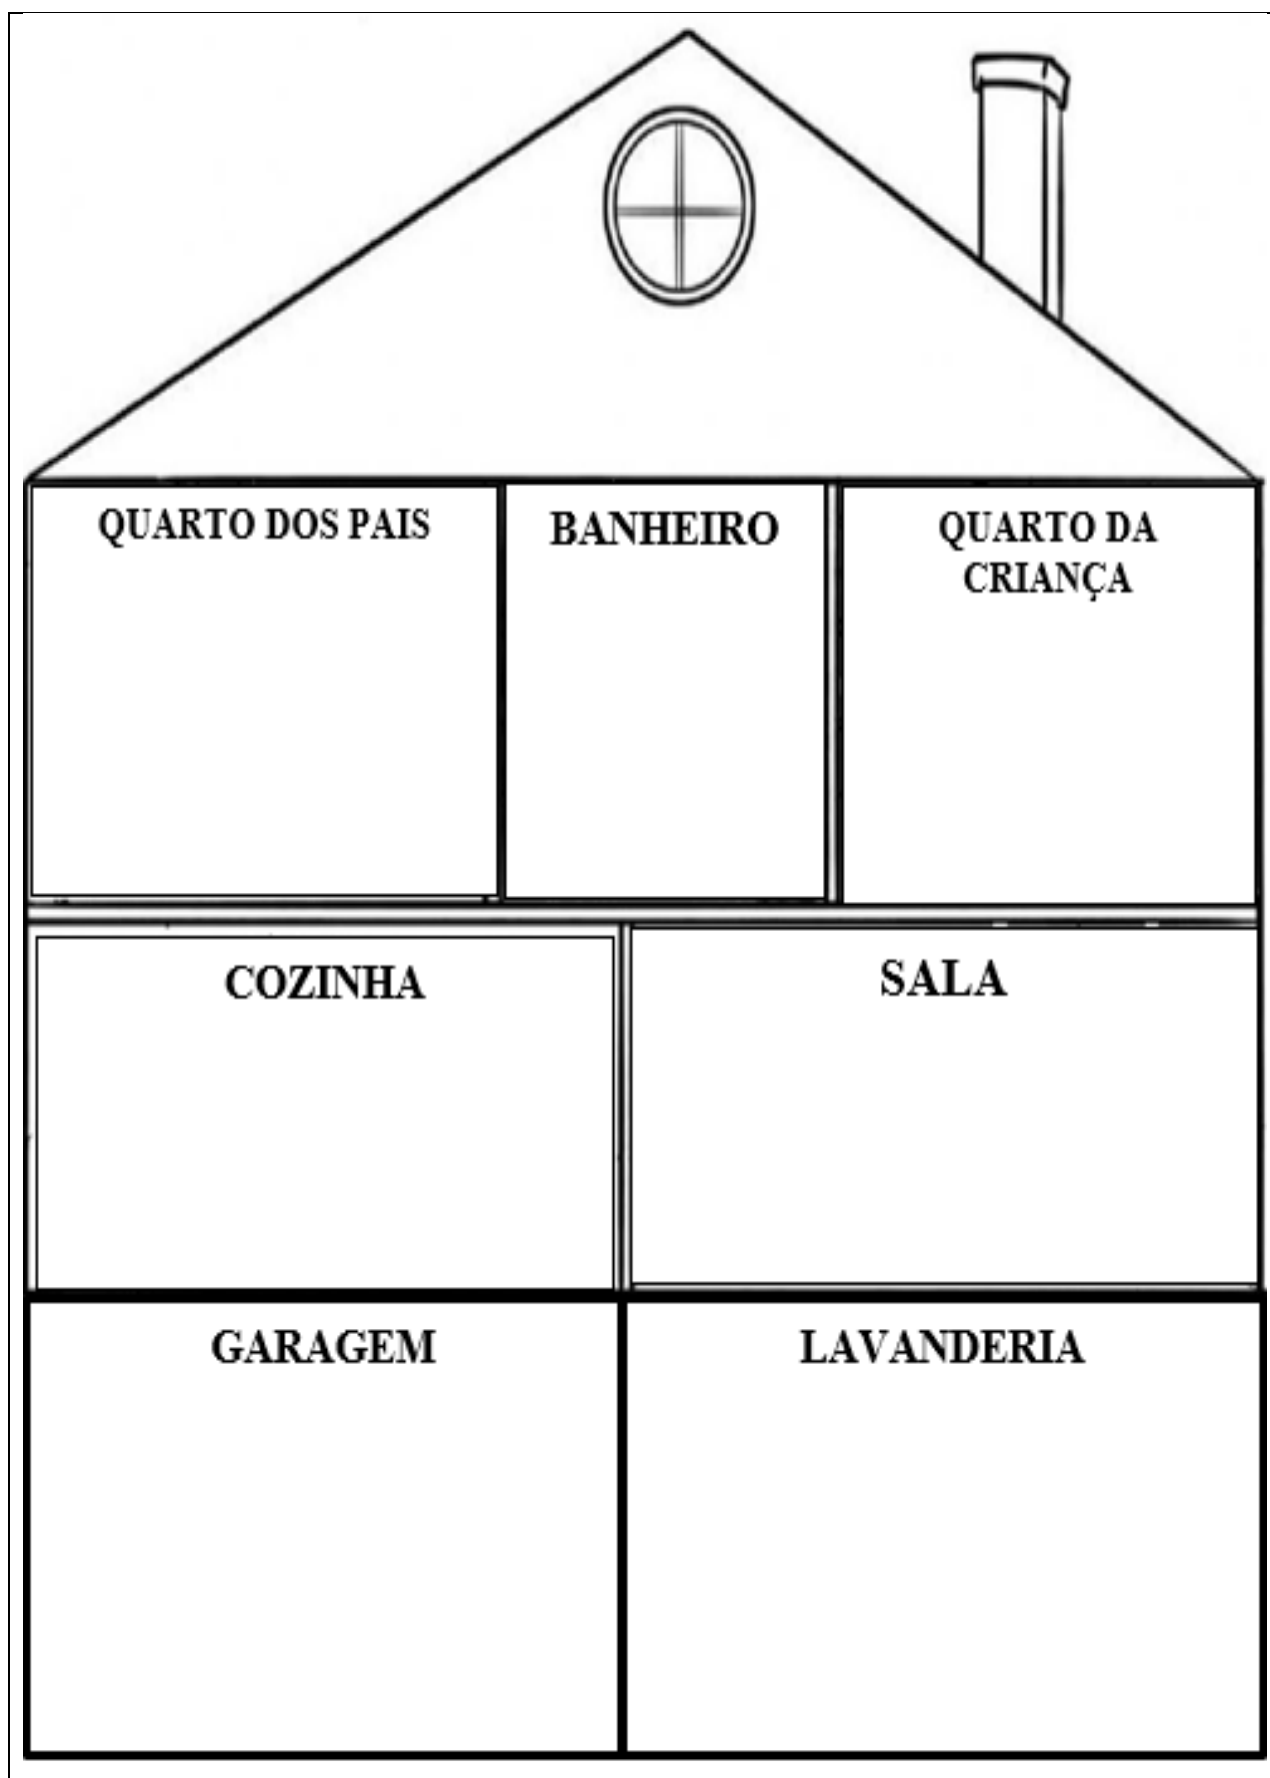 QUARTO DOS PAIS
BANHEIRO
QUARTO DA
CRIANÇA
COZINHA
SALA
GARAGEM
LAVANDERIA